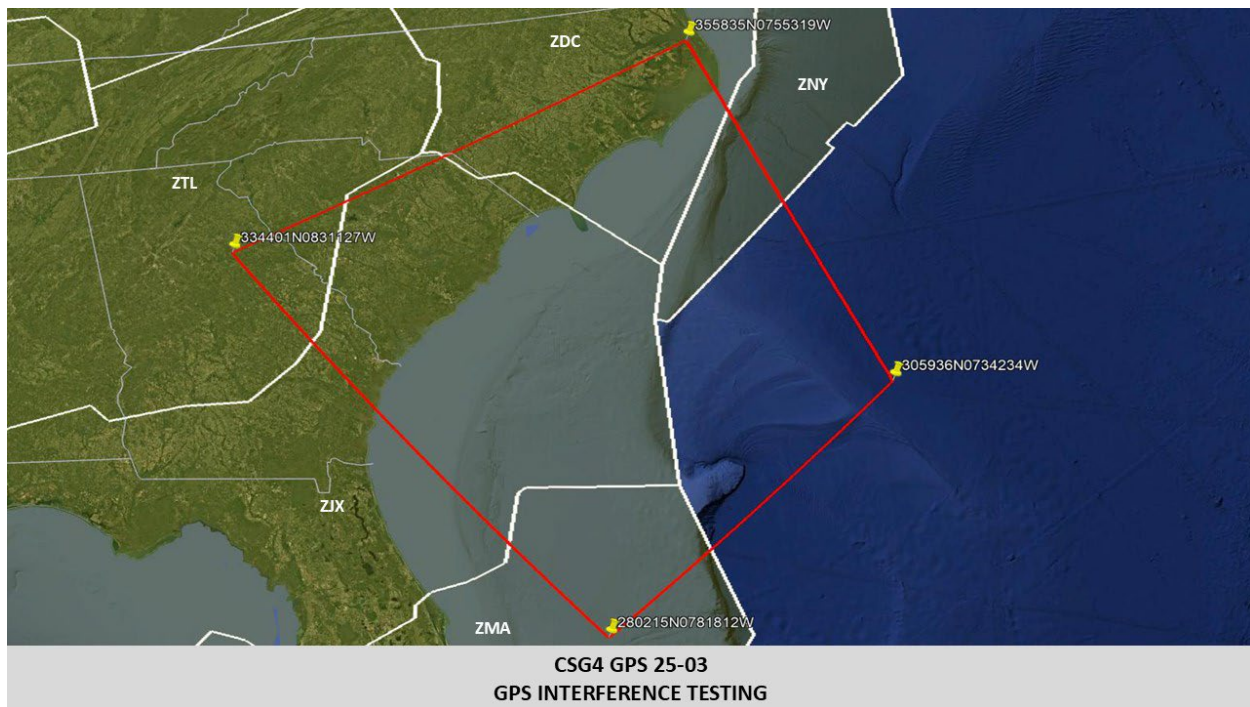 355835N0755319W
ZDC
ZNY
ZTL
334401N0831127W
305936N0734234W
ZJX
280215N0781812W
ZMA
CSG4 GPS 25-03
GPS INTERFERENCE TESTING